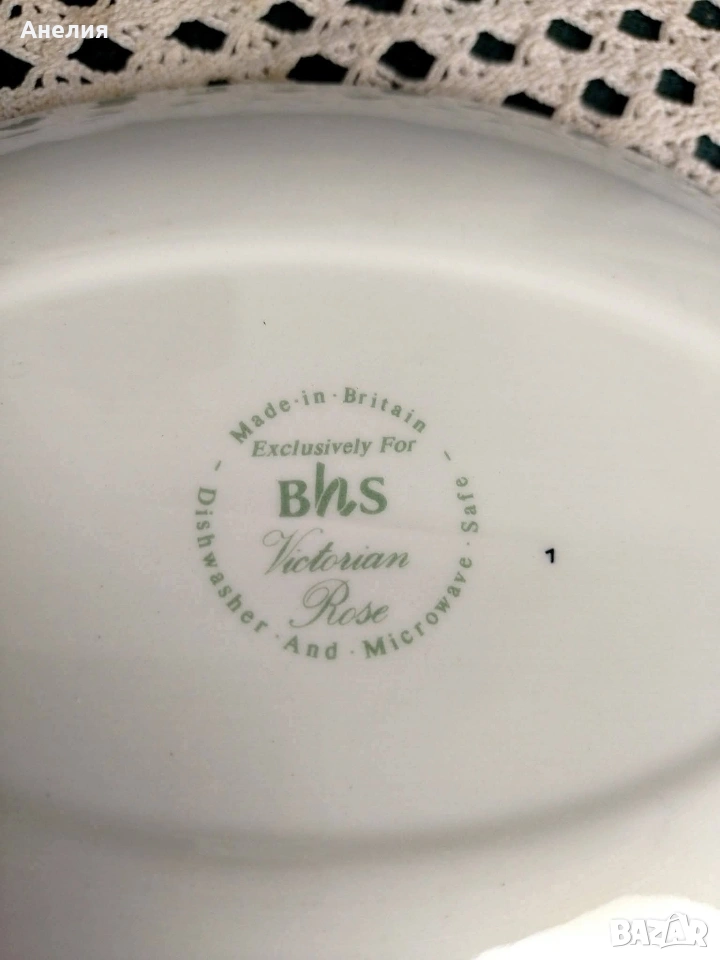 Анелия
Made·in·Britain
Exclusively For
BhS
Victorian
Rose
Dishwasher·And·Microwave·Safe
1
BAZAR